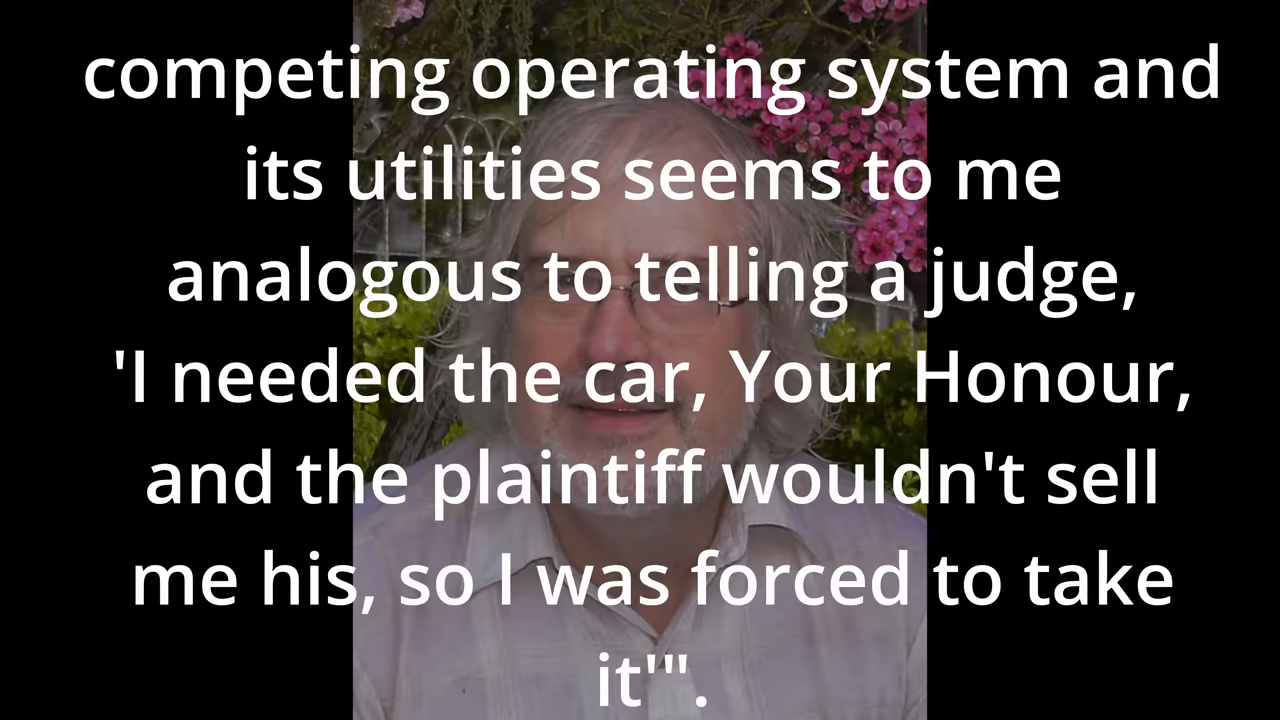 competing operating system and
its utilities seems to me
analogous to telling a judge,
'I needed the car, Your Honour,
and the plaintiff wouldn't sell
me his, so I was forced to take
it'".